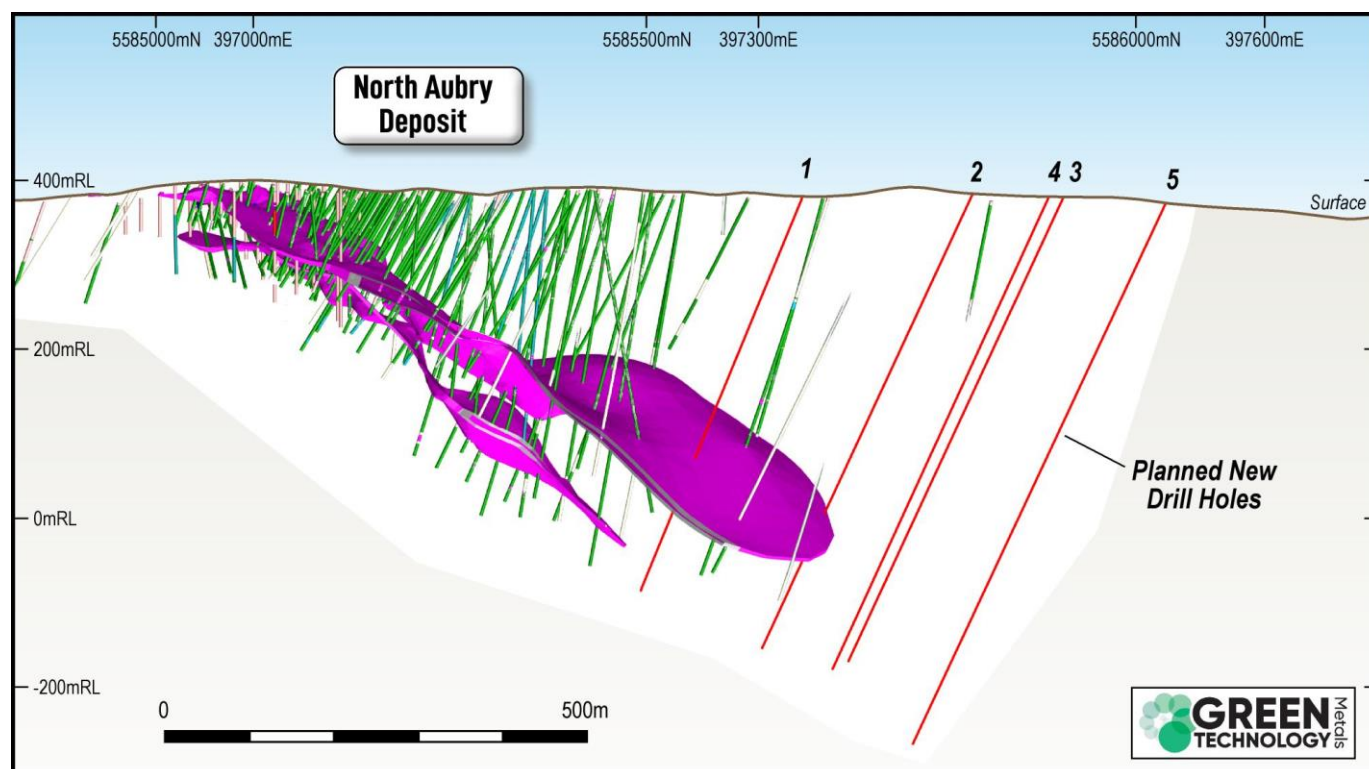 5585000mN 397000mE 5585500mN 397300mE 5586000mN 397600mE
North Aubry
Deposit
400mRL
1 2 4 3 5
Surface
200mRL
Planned New
Drill Holes
0mRL
-200mRL
0 500m
GREEN
TECHNOLOGY
Metals